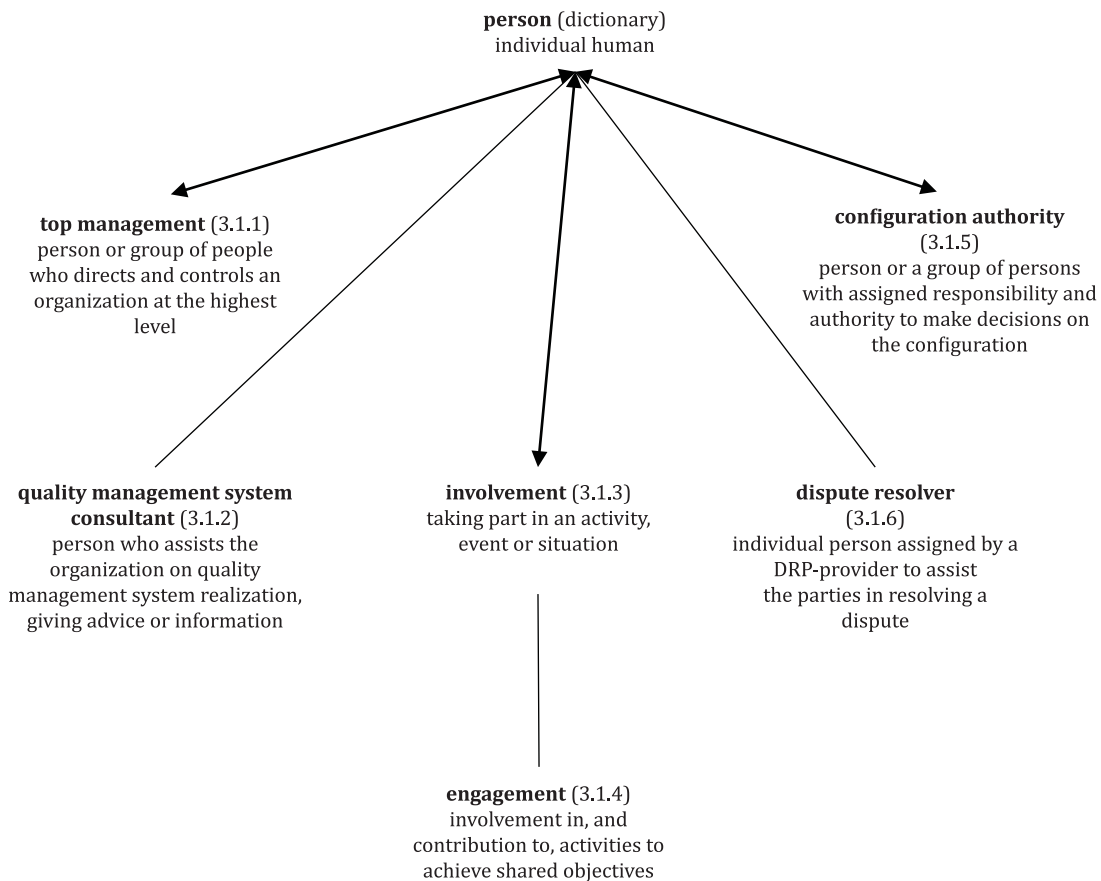 person (dictionary)
individual human
top management (3.1.1)
person or group of people
who directs and controls an
organization at the highest
level
configuration authority
(3.1.5)
person or a group of persons
with assigned responsibility and
authority to make decisions on
the configuration
quality management system
consultant (3.1.2)
person who assists the
organization on quality
management system realization,
giving advice or information
involvement (3.1.3)
taking part in an activity,
event or situation
dispute resolver
(3.1.6)
individual person assigned by a
DRP-provider to assist
the parties in resolving a
dispute
engagement (3.1.4)
involvement in, and
contribution to, activities to
achieve shared objectives